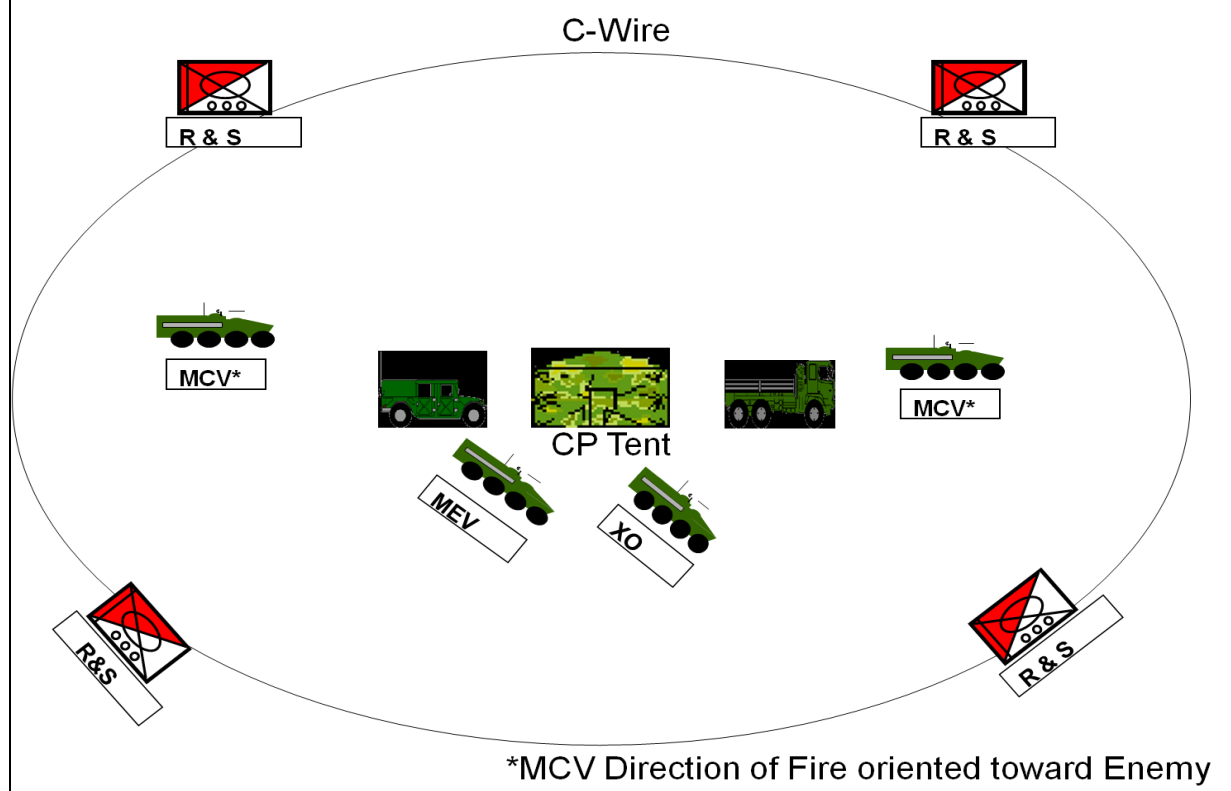 C-Wire
R & S
R & S
MCV*
MCV*
CP Tent
MEV
XO
R&S
R & S
*MCV Direction of Fire oriented toward Enemy